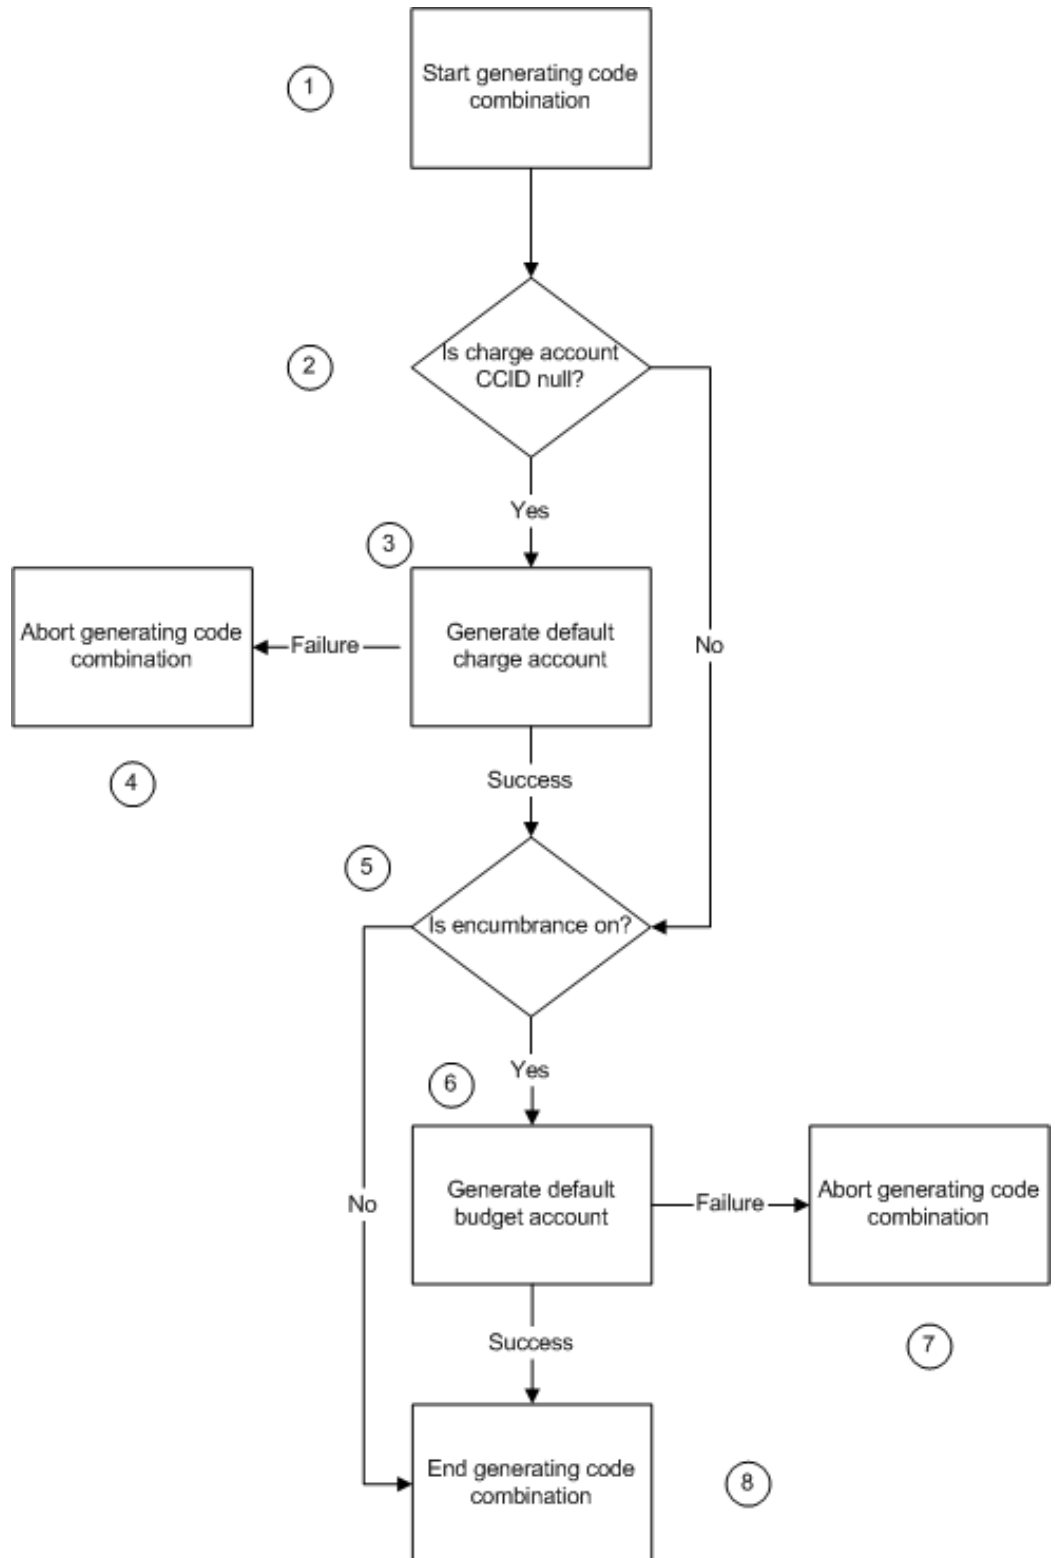 1
Start generating code
combination
2
Is charge account
CCID null?
Yes
No
3
Generate default
charge account
Failure
Abort generating code
combination
4
Success
5
Is encumbrance on?
Yes
No
6
Generate default
budget account
Failure
Abort generating code
combination
7
Success
End generating code
combination
8